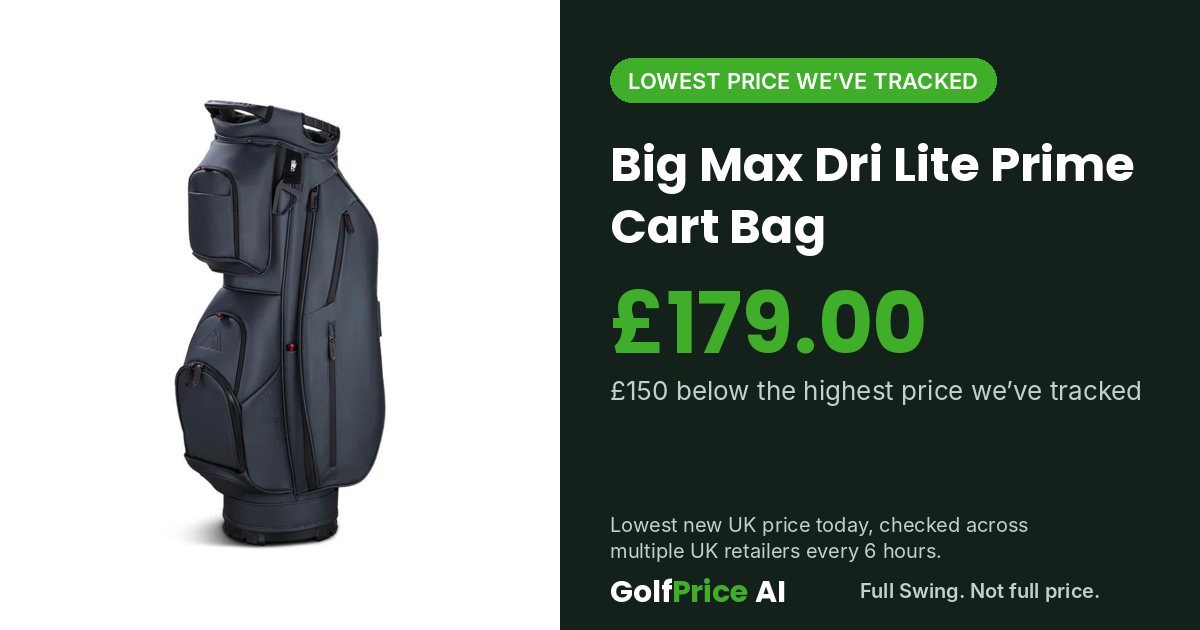 LOWEST PRICE WE’VE TRACKED
Big Max Dri Lite Prime
Cart Bag
£179.00
£150 below the highest price we’ve tracked
Lowest new UK price today, checked across
multiple UK retailers every 6 hours.
GolfPrice AI
Full Swing. Not full price.